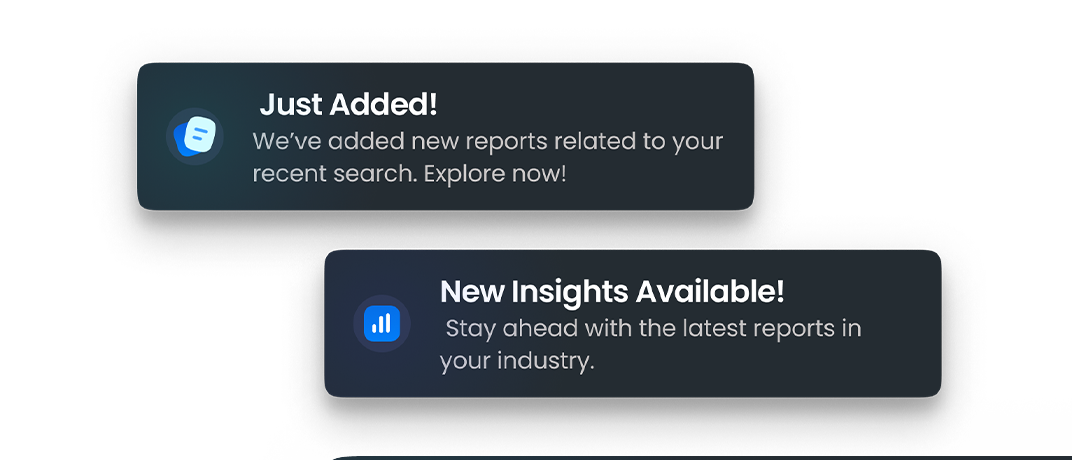 Just Added!
We’ve added new reports related to your
recent search. Explore now!
New Insights Available!
Stay ahead with the latest reports in
your industry.